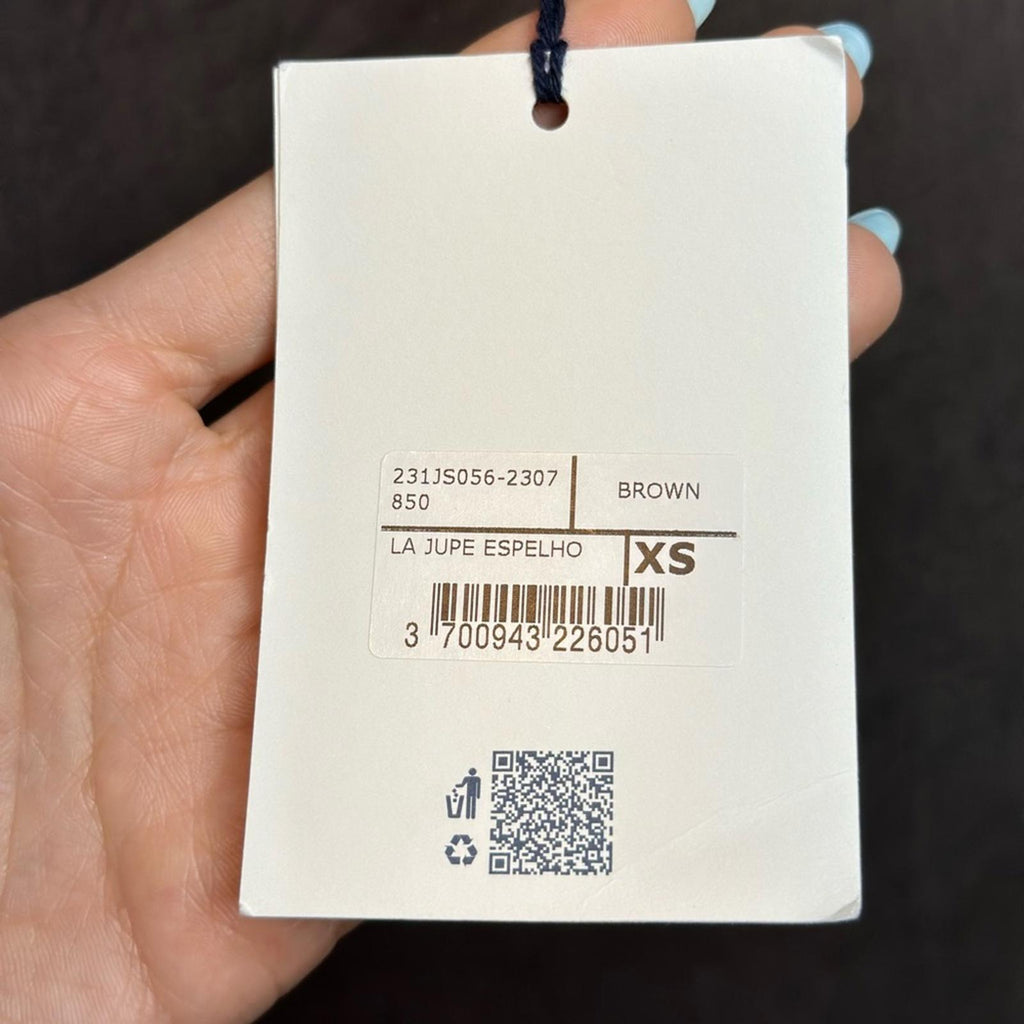 231JS056-2307
850
BROWN
LA JUPE ESPELHO
XS
3 700943 226051